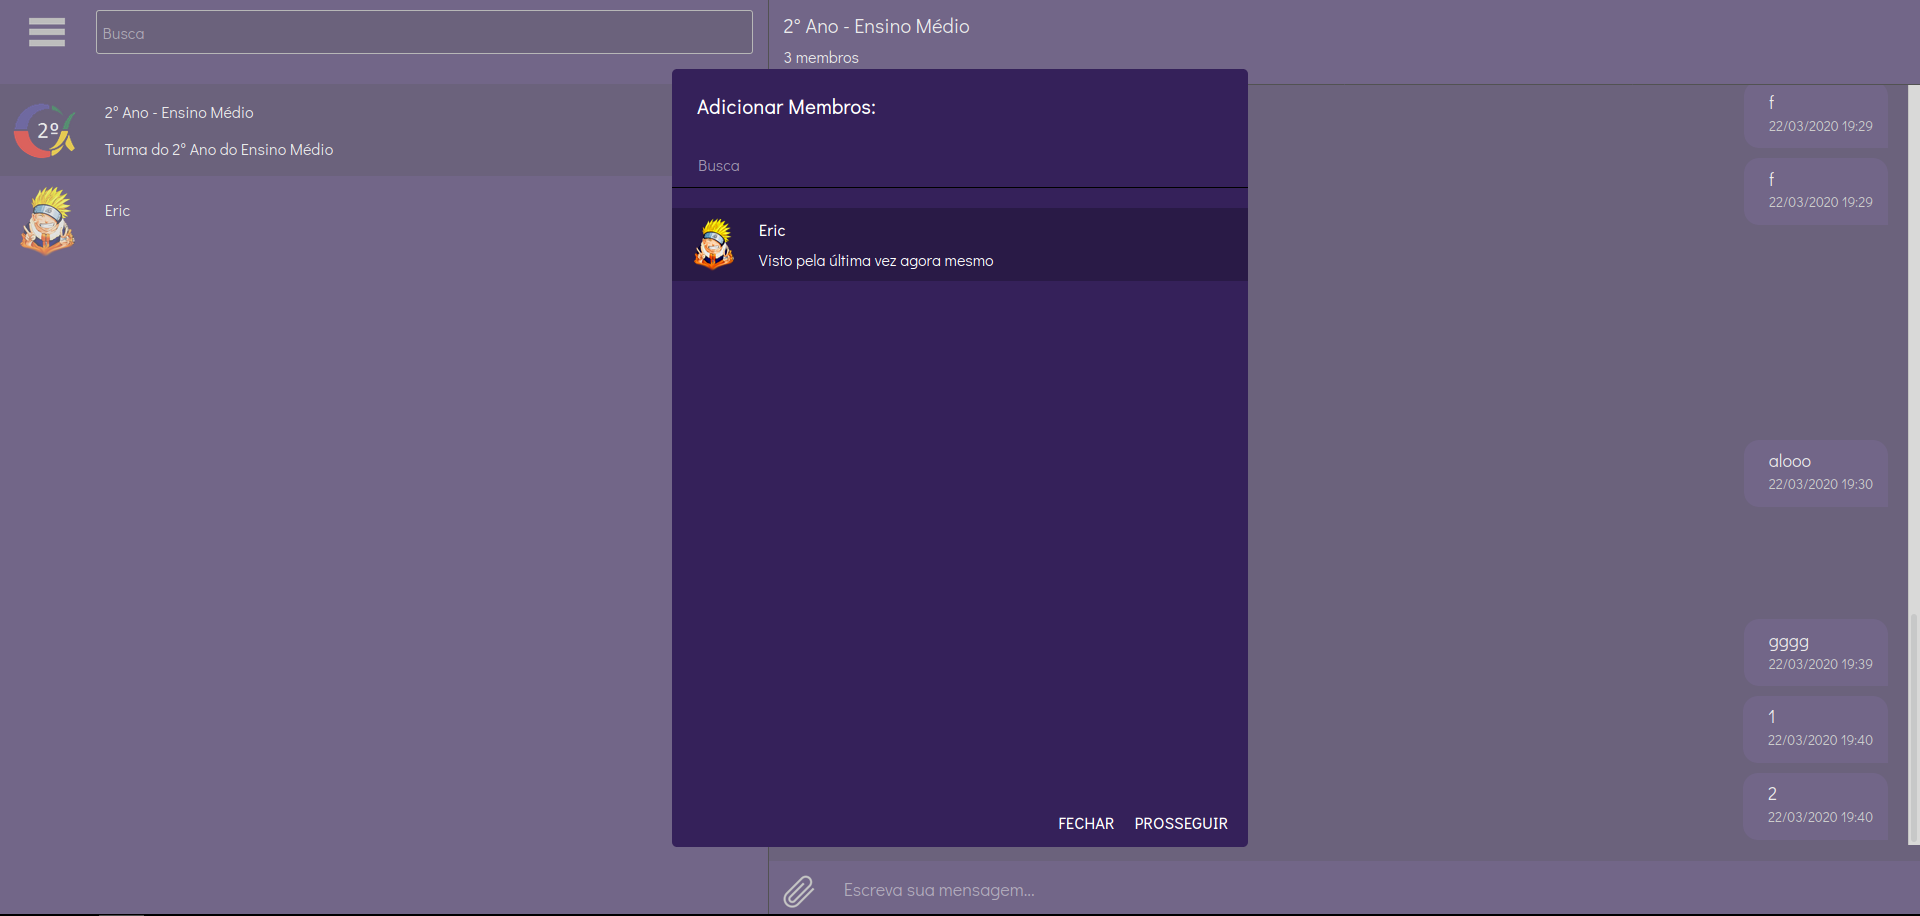 Busca
2° Ano - Ensino Médio
3 membros
2° Ano - Ensino Médio
2º
Turma do 2° Ano do Ensino Médio
Eric
Adicionar Membros:
Busca
Eric
Visto pela última vez agora mesmo
FECHAR PROSSEGUIR
f
22/03/2020 19:29
f
22/03/2020 19:29
alooo
22/03/2020 19:30
gggg
22/03/2020 19:39
1
22/03/2020 19:40
2
22/03/2020 19:40
Escreva sua mensagem...